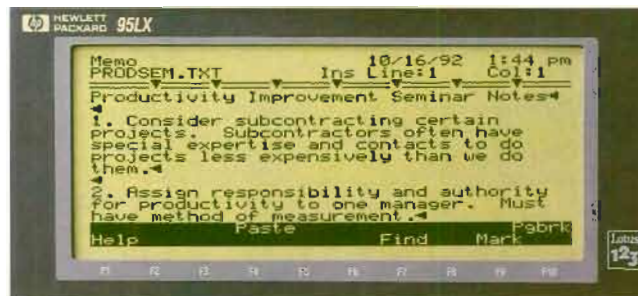 HEWLETT
PACKARD 95LX
Memo 10/16/92 1:44 pm
PRODSEM.TXT Ins Line:1 Col:1
Productivity Improvement Seminar Notes
1. Consider subcontracting certain
projects. Subcontractors often have
special expertise and contacts to do
projects less expensively than we do
them.
2. Assign responsibility and authority
for productivity to one manager. Must
have method of measurement.
Paste Pgbrk
Help Find Mark
F1 F2 F3 F4 F5 F6 F7 F8 F9 F10
Lotus
123